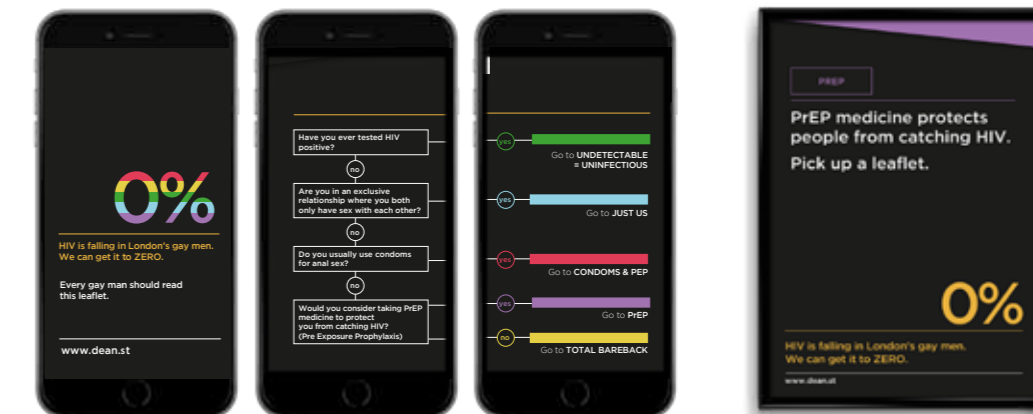 0%
HIV is falling in London's gay men.
We can get it to ZERO.
Every gay man should read
this leaflet.
www.dean.st
Have you ever tested HIV
positive?
no
Are you in an exclusive
relationship where you both
only have sex with each other?
no
Do you usually use condoms
for anal sex?
no
Would you consider taking PrEP
medicine to protect
you from catching HIV?
(Pre Exposure Prophylaxis)
yes
Go to UNDETECTABLE
= UNINFECTIOUS
yes
Go to JUST US
yes
Go to CONDOMS & PEP
yes
Go to PrEP
no
Go to TOTAL BAREBACK
PREP
PrEP medicine protects
people from catching HIV.
Pick up a leaflet.
0%
HIV is falling in London's gay men.
We can get it to ZERO.
www.dean.st